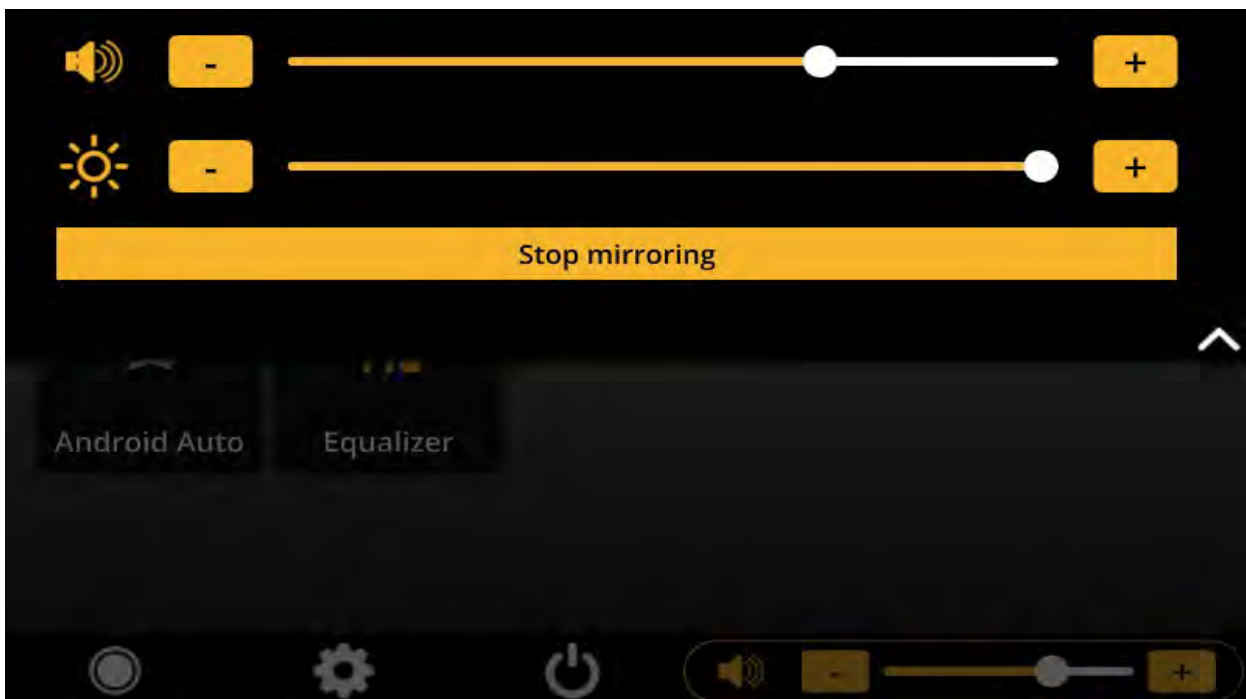 - +
- +
Stop mirroring
Android Auto Equalizer
- +